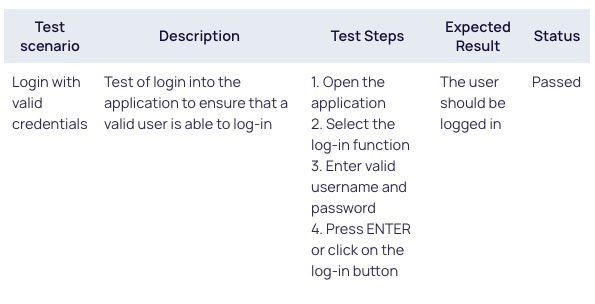 Test scenario
Description
Test Steps
Expected Result
Status
Login with
valid
credentials
Test of login into the
application to ensure that a
valid user is able to log-in
1. Open the
application
2. Select the
log-in function
3. Enter valid
username and
password
4. Press ENTER
or click on the
log-in button
The user
should be
logged in
Passed